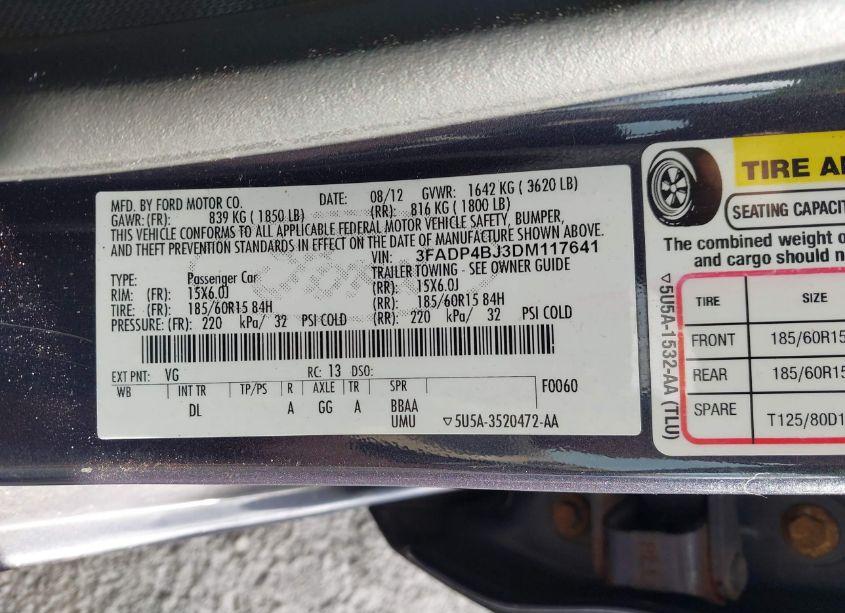 MFD. BY FORD MOTOR CO. DATE: 08/12 GVWR: 1642 KG ( 3620 LB)
GAWR: (FR): 839 KG ( 1850 LB) (RR): 816 KG ( 1800 LB)
THIS VEHICLE CONFORMS TO ALL APPLICABLE FEDERAL MOTOR VEHICLE SAFETY, BUMPER,
AND THEFT PREVENTION STANDARDS IN EFFECT ON THE DATE OF MANUFACTURE SHOWN ABOVE.
VIN: 3FADP4BJ3DM117641
TYPE: Passenger Car TRAILER TOWING - SEE OWNER GUIDE
RIM: (FR): 15X6.0J (RR): 15X6.0J
TIRE: (FR): 185/60R15 84H (RR): 185/60R15 84H
PRESSURE: (FR): 220 kPa/ 32 PSI COLD (RR): 220 kPa/ 32 PSI COLD
EXT PNT: VG RC: 13 DSO:
WB INT TR TP/PS R AXLE TR SPR F0060
DL A GG A BBAA
UMU ▽5U5A-3520472-AA
TIRE
SEATING CAPACIT
The combined weight
and cargo should
▽5U5A-1532-AA (TLU)
TIRE SIZE
FRONT 185/60R15
REAR 185/60R15
SPARE T125/80D1